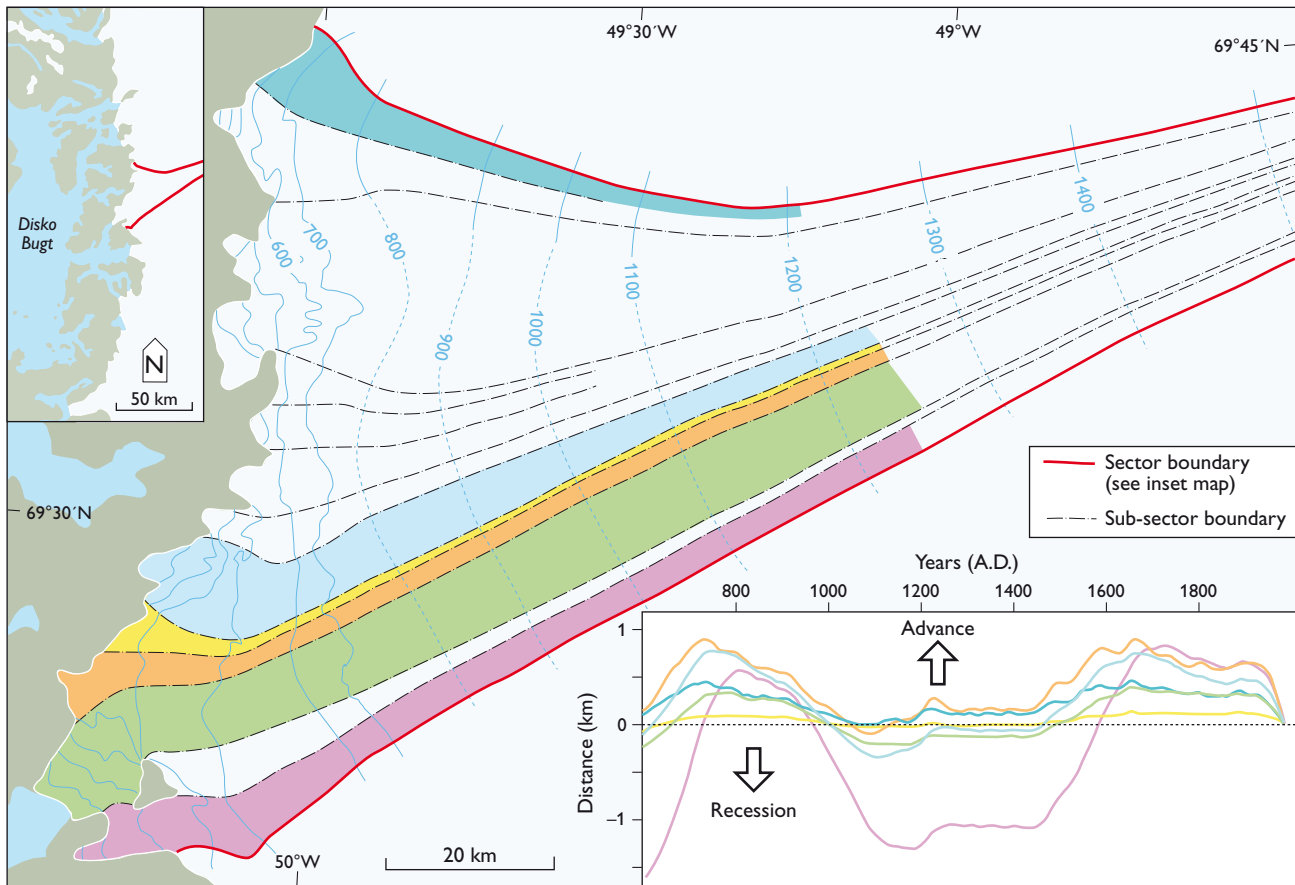 49°30´W
49°W
69°45´N
Disko
Bugt
N
50 km
600
700
800
900
1000
1100
1200
1300
1400
69°30´N
50°W
20 km
Sector boundary
(see inset map)
Sub-sector boundary
Years (A.D.)
800
1000
1200
1400
1600
1800
Distance (km)
1
0
–1
Advance
Recession